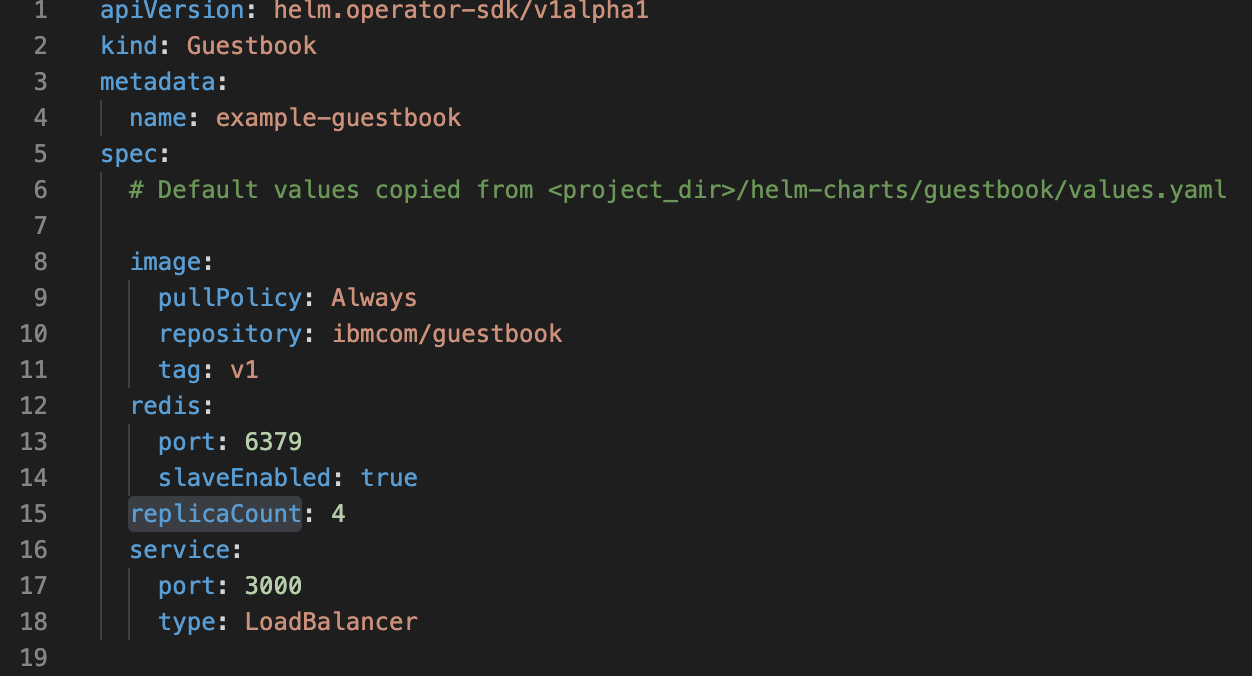 1 apiVersion: helm.operator-sdk/v1alpha1
2 kind: Guestbook
3 metadata:
4   name: example-guestbook
5 spec:
6   # Default values copied from <project_dir>/helm-charts/guestbook/values.yaml
7
8   image:
9     pullPolicy: Always
10     repository: ibmcom/guestbook
11     tag: v1
12   redis:
13     port: 6379
14     slaveEnabled: true
15   replicaCount: 4
16   service:
17     port: 3000
18     type: LoadBalancer
19